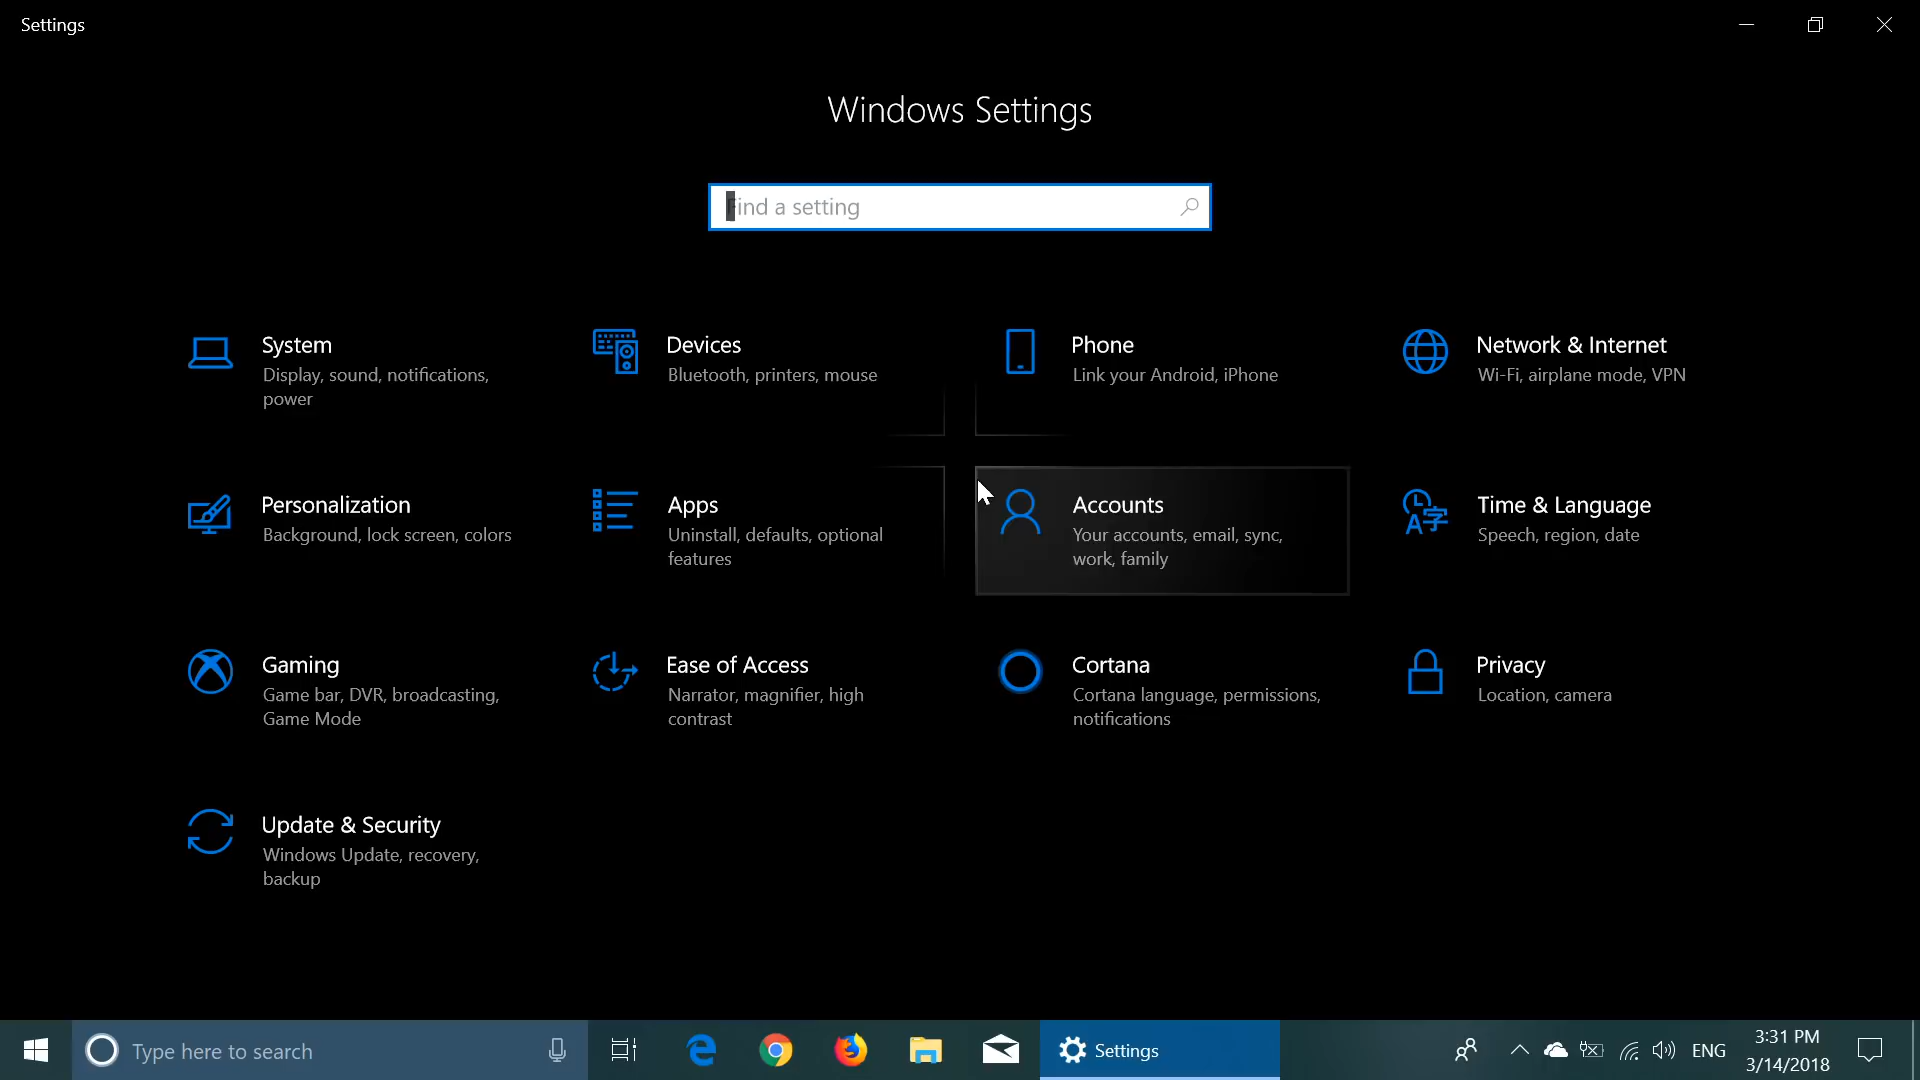 Settings
Windows Settings
Find a setting
System
Display, sound, notifications,
power
Devices
Bluetooth, printers, mouse
Phone
Link your Android, iPhone
Network & Internet
Wi-Fi, airplane mode, VPN
Personalization
Background, lock screen, colors
Apps
Uninstall, defaults, optional
features
Accounts
Your accounts, email, sync,
work, family
Time & Language
Speech, region, date
Gaming
Game bar, DVR, broadcasting,
Game Mode
Ease of Access
Narrator, magnifier, high
contrast
Cortana
Cortana language, permissions,
notifications
Privacy
Location, camera
Update & Security
Windows Update, recovery,
backup
Type here to search
Settings
ENG
3:31 PM
3/14/2018